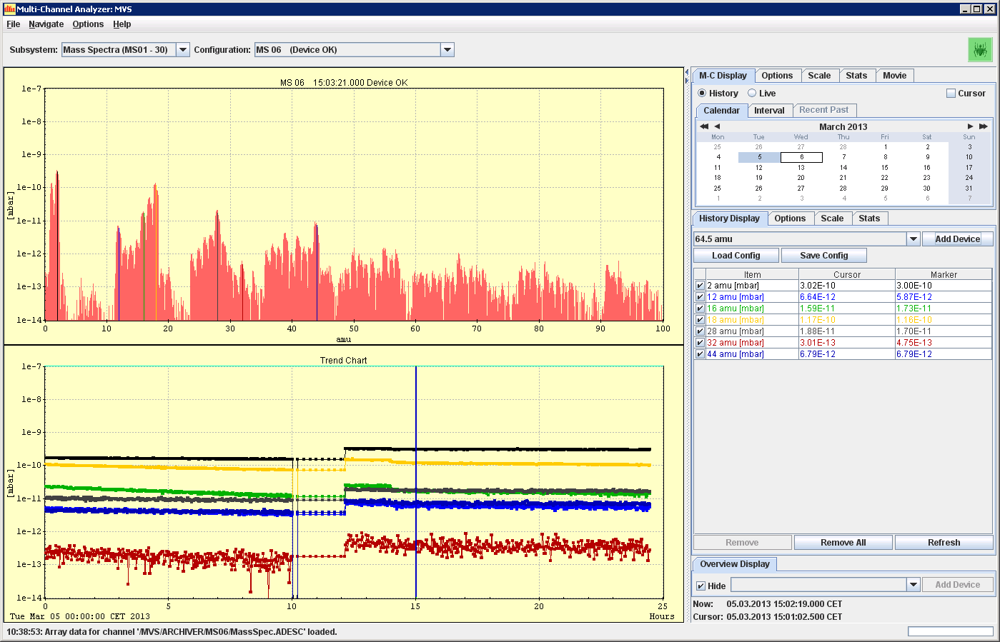 Multi-Channel Analyzer: MVS
File Navigate Options Help
Subsystem: Mass Spectra (MS01 - 30) Configuration: MS 06 (Device OK)
MS 06 15:03:21.000 Device OK
1e-7
1e-8
1e-9
1e-10
1e-11
1e-12
1e-13
1e-14
[mbar]
0 10 20 30 40 50 60 70 80 90 100
amu
Trend Chart
1e-7
1e-8
1e-9
1e-10
1e-11
1e-12
1e-13
1e-14
[mbar]
0 5 10 15 20 25
Tue Mar 05 00:00:00 CET 2013 Hours
M-C Display Options Scale Stats Movie
History Live Cursor
Calendar Interval Recent Past
March 2013
Mon Tue Wed Thu Fri Sat Sun
25 26 27 28 1 2 3
4 5 6 7 8 9 10
11 12 13 14 15 16 17
18 19 20 21 22 23 24
25 26 27 28 29 30 31
1 2 3 4 5 6 7
History Display Options Scale Stats
64.5 amu Add Device
Load Config Save Config
Item Cursor Marker
2 amu [mbar] 3.02E-10 3.00E-10
12 amu [mbar] 6.64E-12 5.87E-12
16 amu [mbar] 1.59E-11 1.73E-11
18 amu [mbar] 1.17E-10 1.16E-10
28 amu [mbar] 1.88E-11 1.70E-11
32 amu [mbar] 3.01E-13 4.75E-13
44 amu [mbar] 6.79E-12 6.79E-12
Remove Remove All Refresh
Overview Display
Hide Add Device
Now: 05.03.2013 15:02:19.000 CET
Cursor: 05.03.2013 15:01:02.500 CET
10:38:53: Array data for channel '/MVS/ARCHIVER/MS06/MassSpec.ADESC' loaded.